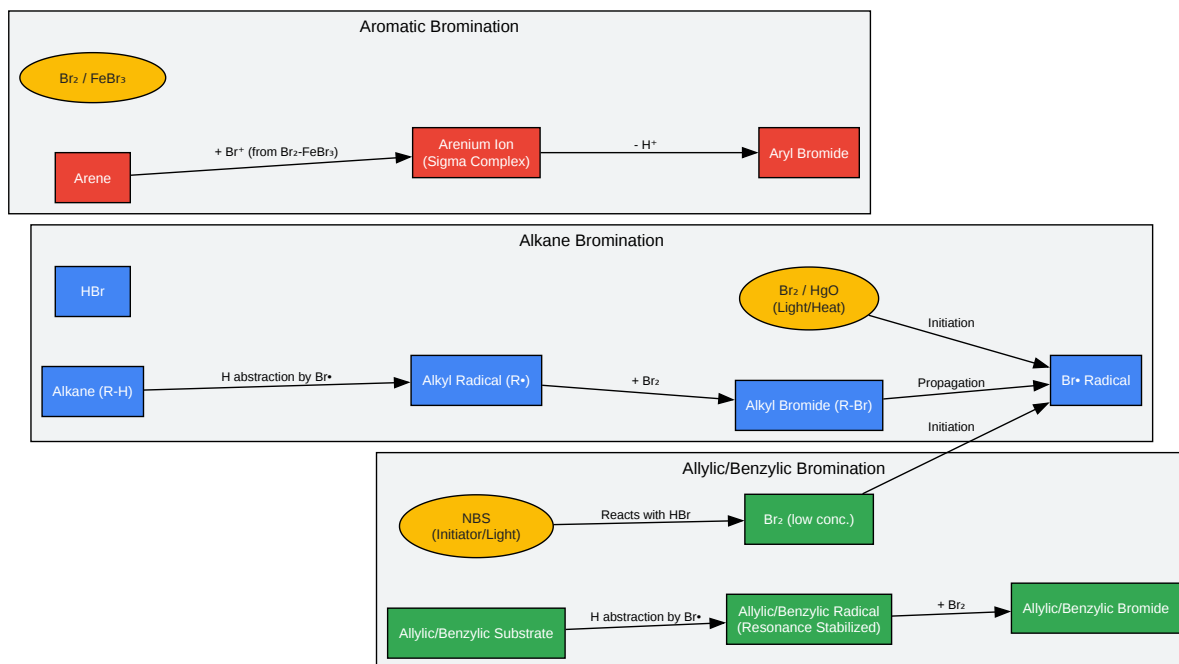 Aromatic Bromination
Br₂ / FeBr₃
Arene
+ Br⁺ (from Br₂-FeBr₃)
Arenium Ion
(Sigma Complex)
- H⁺
Aryl Bromide
Alkane Bromination
HBr
Br₂ / HgO
(Light/Heat)
Initiation
Alkane (R-H)
H abstraction by Br•
Alkyl Radical (R•)
+ Br₂
Alkyl Bromide (R-Br)
Propagation
Br• Radical
Initiation
Allylic/Benzylic Bromination
NBS
(Initiator/Light)
Reacts with HBr
Br₂ (low conc.)
Allylic/Benzylic Substrate
H abstraction by Br•
Allylic/Benzylic Radical
(Resonance Stabilized)
+ Br₂
Allylic/Benzylic Bromide